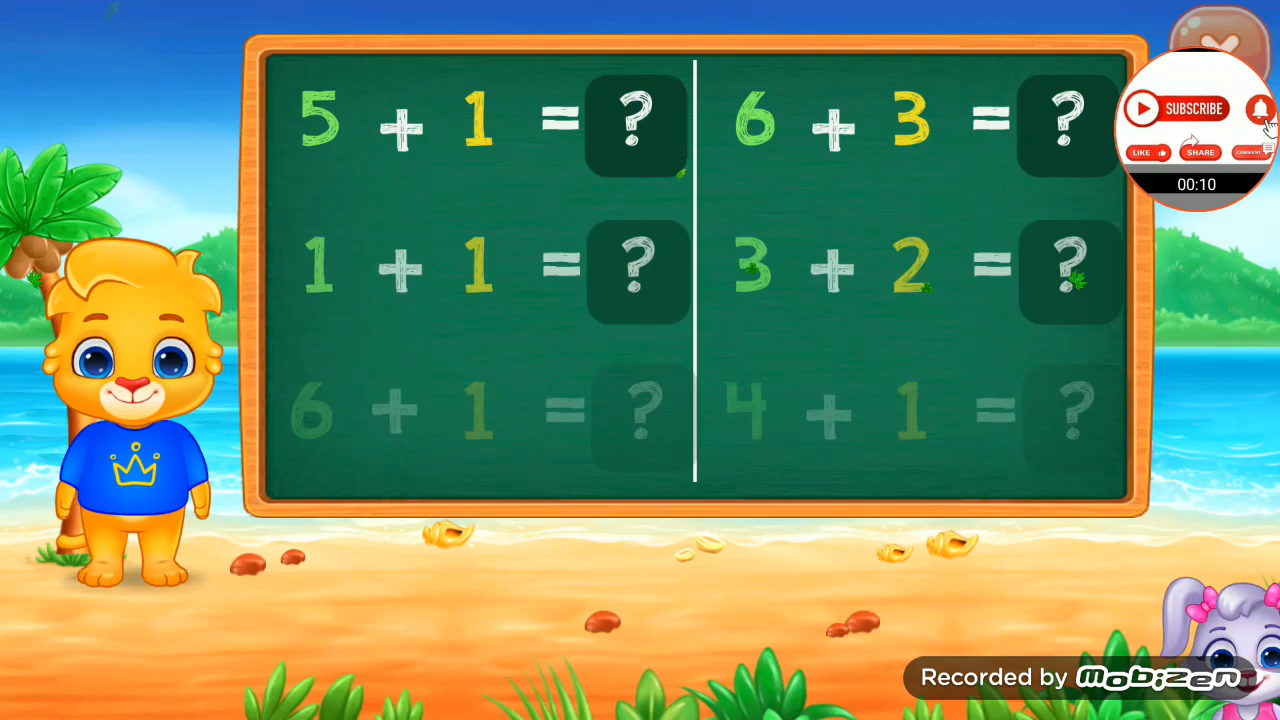 5 + 1 = ?
6 + 3 = ?
1 + 1 = ?
3 + 2 = ?
6 + 1 = ?
4 + 1 = ?
SUBSCRIBE
LIKE
SHARE
COMMENT
00:10
Recorded by mobizen